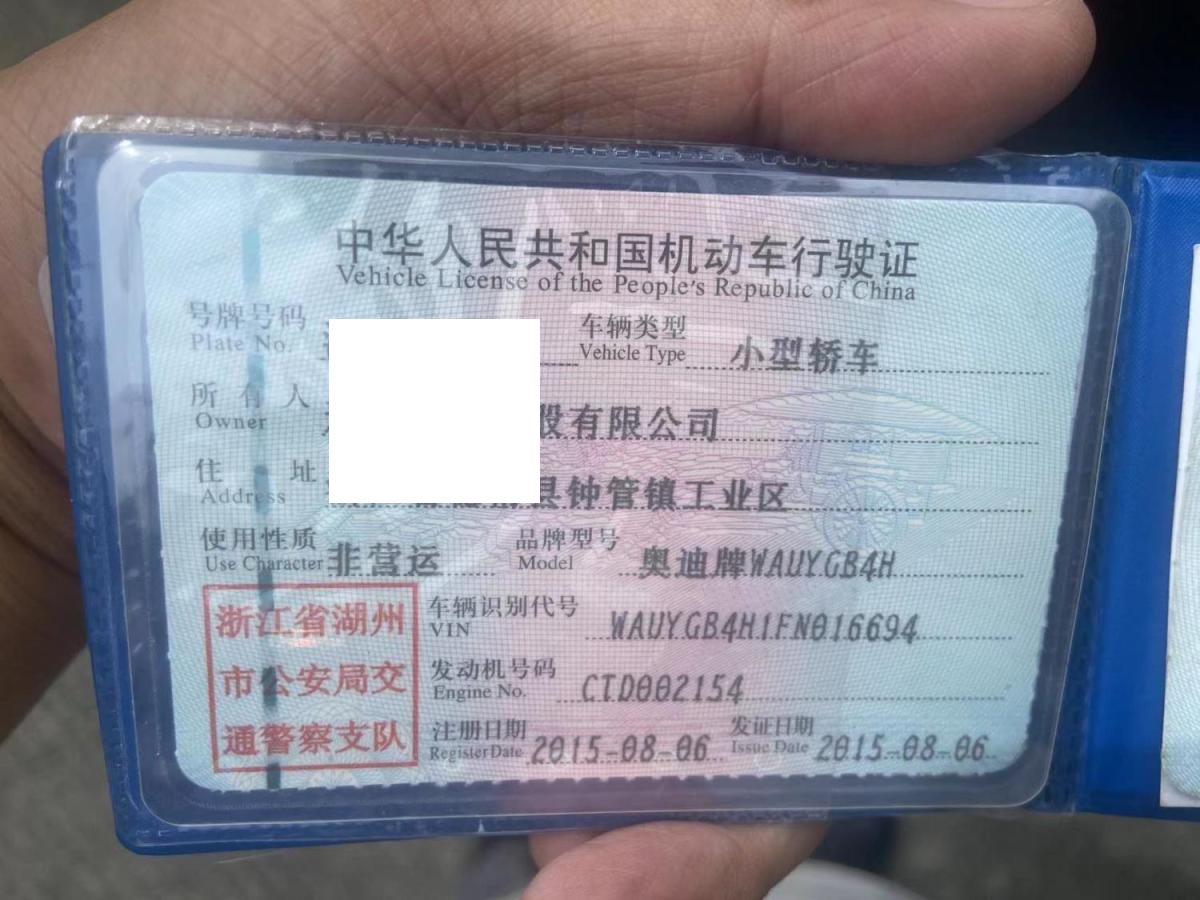 中华人民共和国机动车行驶证
Vehicle License of the People's Republic of China
号牌号码
Plate No.
车辆类型 小型轿车
Vehicle Type
所有人 股有限公司
Owner
住址 县钟管镇工业区
Address
使用性质 非营运
Use Character
品牌型号 奥迪牌WAUYGB4H
Model
车辆识别代号 WAUYGB4H1FN016694
VIN
发动机号码 CTD002154
Engine No.
注册日期 2015-08-06
Register Date
发证日期 2015-08-06
Issue Date
浙江省湖州
市公安局交
通警察支队